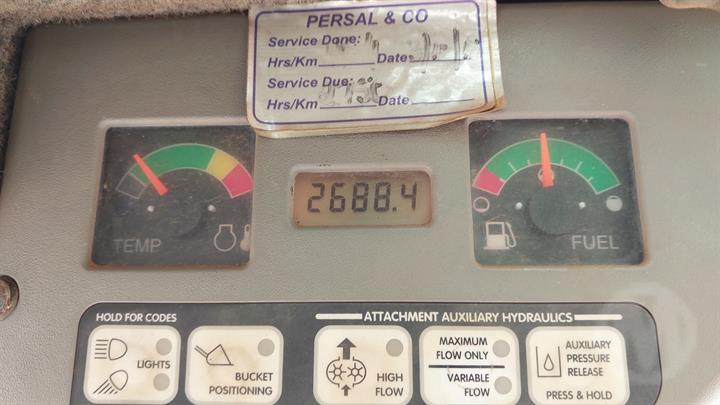 PERSAL & CO
Service Done:
Hrs/Km Date:
Service Due:
Hrs/Km Date
TEMP
2688.4
FUEL
HOLD FOR CODES
ATTACHMENT AUXILIARY HYDRAULICS
LIGHTS
BUCKET
POSITIONING
HIGH
FLOW
MAXIMUM
FLOW ONLY
VARIABLE
FLOW
AUXILIARY
PRESSURE
RELEASE
PRESS & HOLD